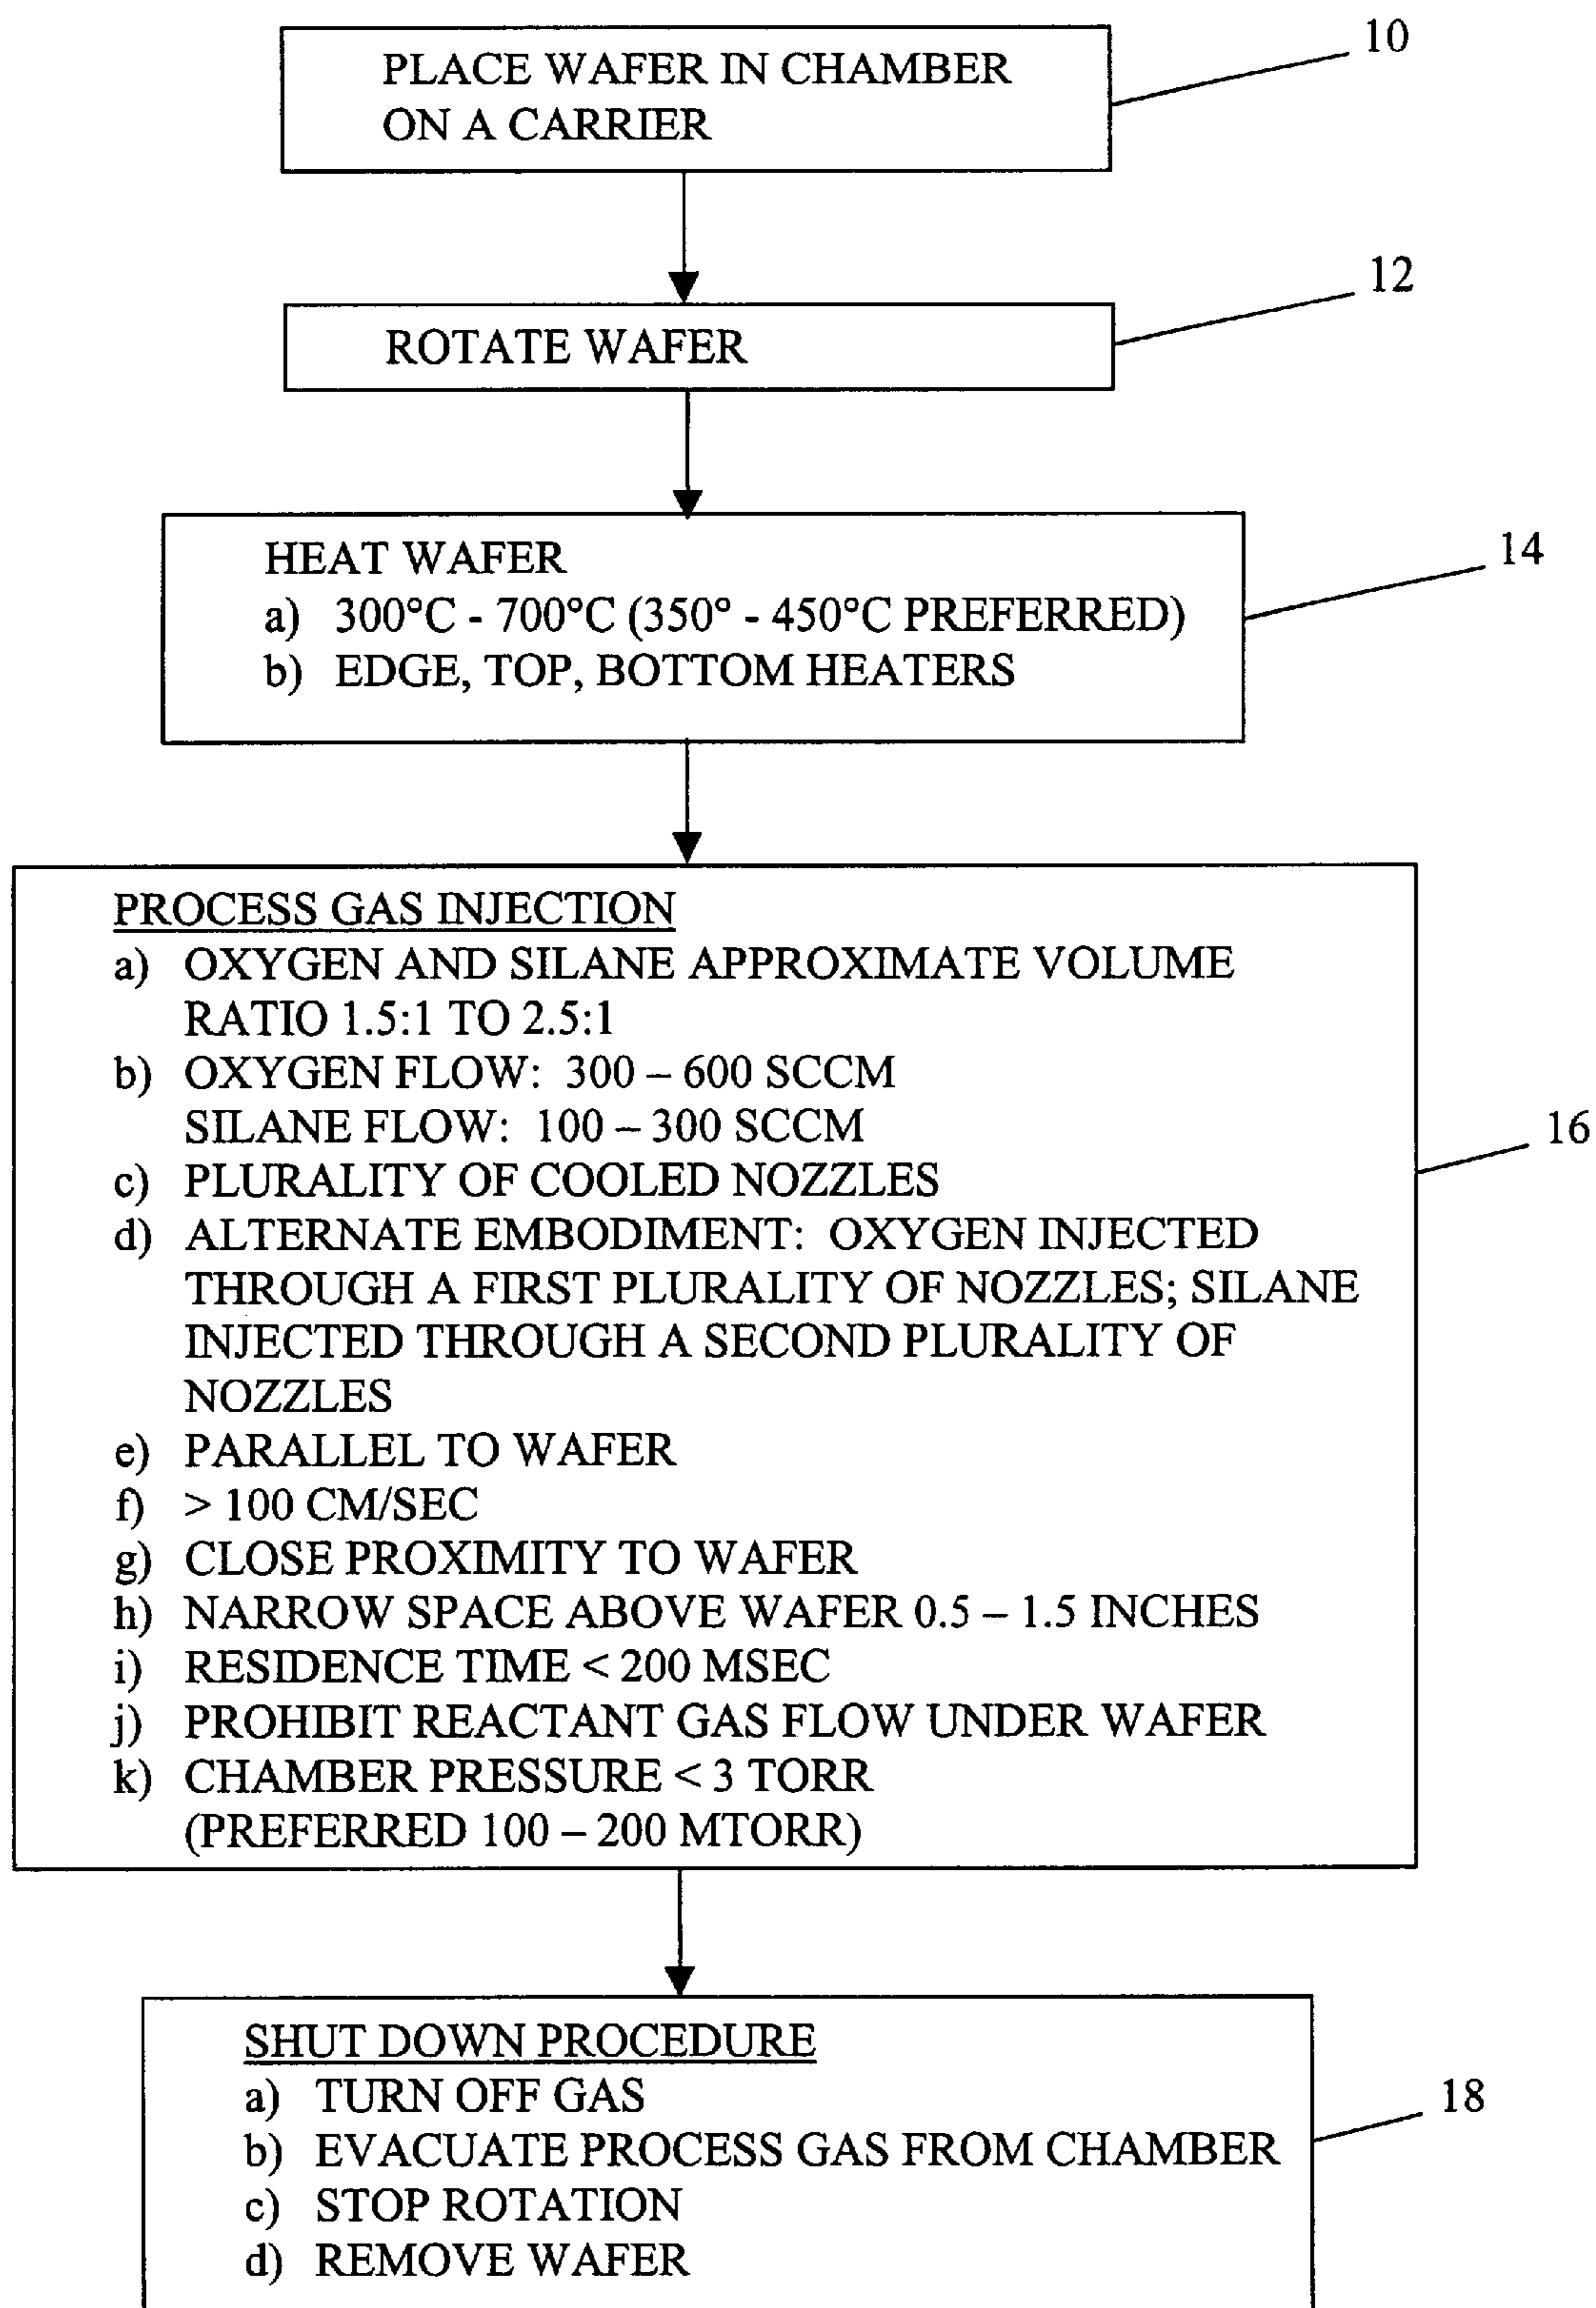 PLACE WAFER IN CHAMBER
ON A CARRIER
10
ROTATE WAFER
12
HEAT WAFER
a) 300°C - 700°C (350° - 450°C PREFERRED)
b) EDGE, TOP, BOTTOM HEATERS
14
PROCESS GAS INJECTION
a) OXYGEN AND SILANE APPROXIMATE VOLUME
RATIO 1.5:1 TO 2.5:1
b) OXYGEN FLOW: 300 – 600 SCCM
SILANE FLOW: 100 – 300 SCCM
c) PLURALITY OF COOLED NOZZLES
d) ALTERNATE EMBODIMENT: OXYGEN INJECTED
THROUGH A FIRST PLURALITY OF NOZZLES; SILANE
INJECTED THROUGH A SECOND PLURALITY OF
NOZZLES
e) PARALLEL TO WAFER
f) > 100 CM/SEC
g) CLOSE PROXIMITY TO WAFER
h) NARROW SPACE ABOVE WAFER 0.5 – 1.5 INCHES
i) RESIDENCE TIME < 200 MSEC
j) PROHIBIT REACTANT GAS FLOW UNDER WAFER
k) CHAMBER PRESSURE < 3 TORR
(PREFERRED 100 – 200 MTORR)
16
SHUT DOWN PROCEDURE
a) TURN OFF GAS
b) EVACUATE PROCESS GAS FROM CHAMBER
c) STOP ROTATION
d) REMOVE WAFER
18